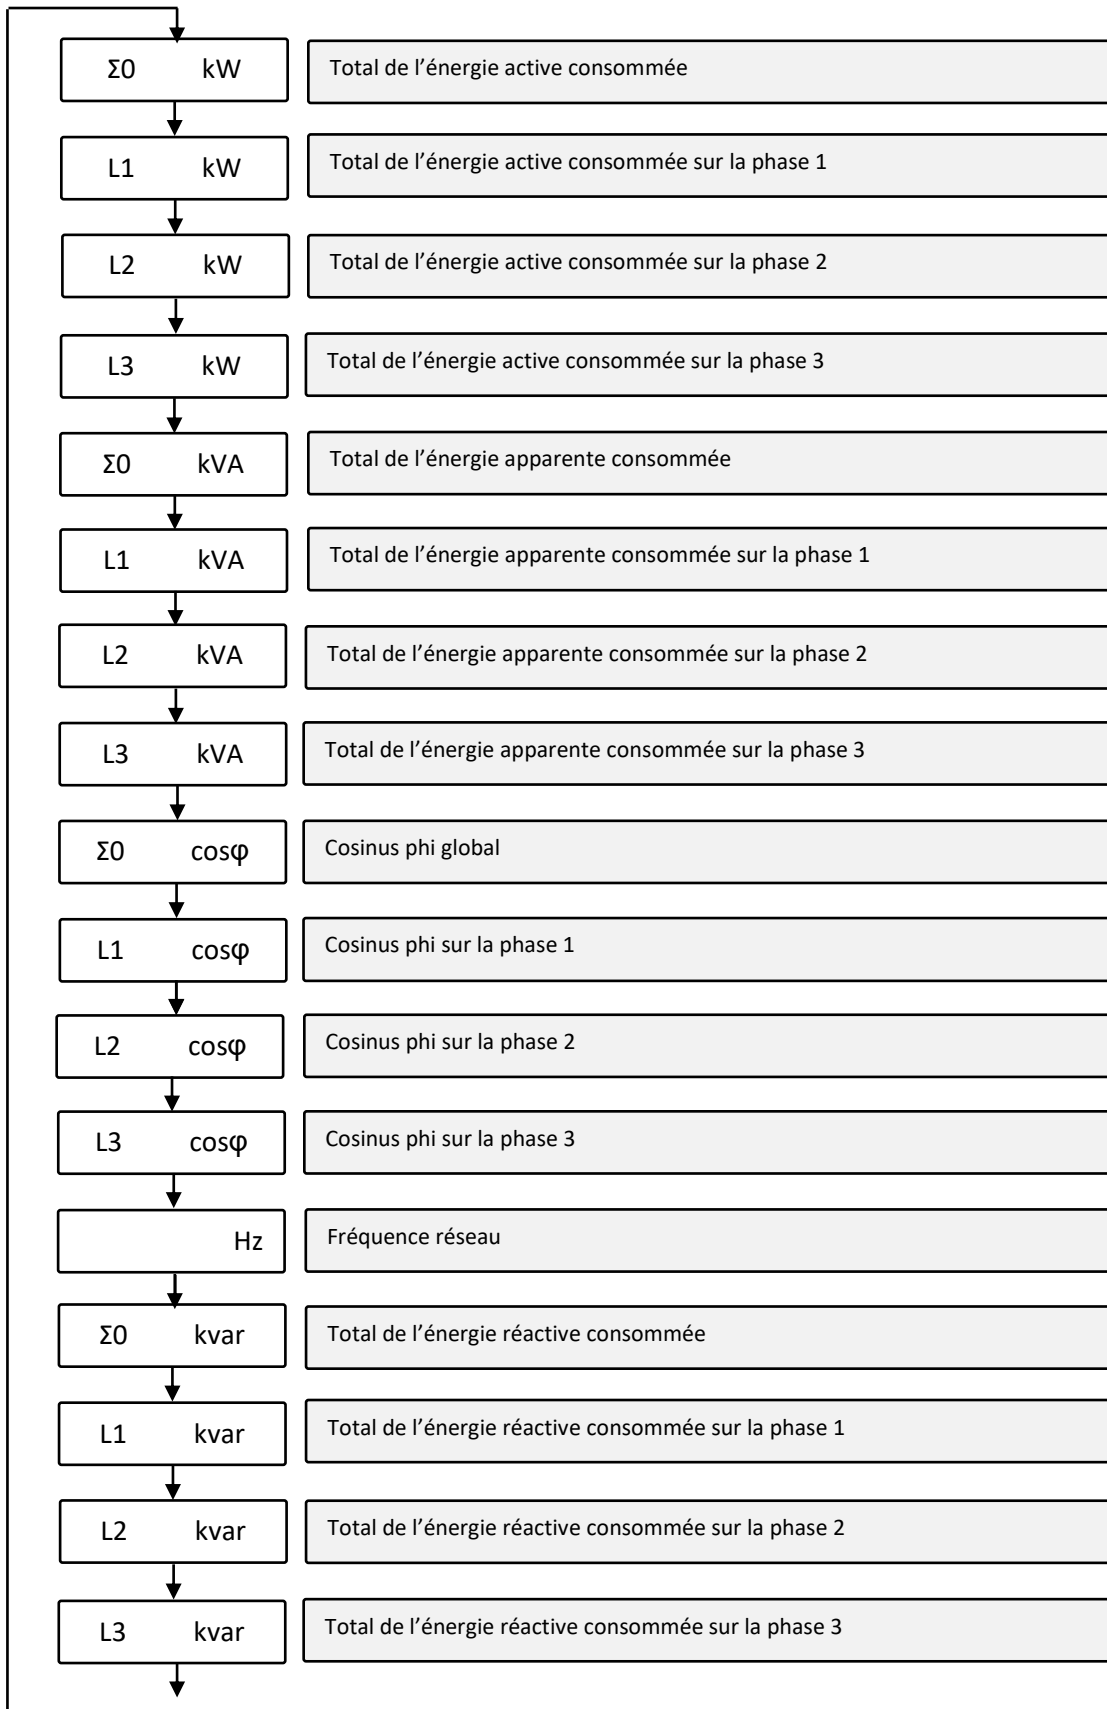 Σ0 kW Total de l’énergie active consommée
L1 kW Total de l’énergie active consommée sur la phase 1
L2 kW Total de l’énergie active consommée sur la phase 2
L3 kW Total de l’énergie active consommée sur la phase 3
Σ0 kVA Total de l’énergie apparente consommée
L1 kVA Total de l’énergie apparente consommée sur la phase 1
L2 kVA Total de l’énergie apparente consommée sur la phase 2
L3 kVA Total de l’énergie apparente consommée sur la phase 3
Σ0 cosφ Cosinus phi global
L1 cosφ Cosinus phi sur la phase 1
L2 cosφ Cosinus phi sur la phase 2
L3 cosφ Cosinus phi sur la phase 3
Hz Fréquence réseau
Σ0 kvar Total de l’énergie réactive consommée
L1 kvar Total de l’énergie réactive consommée sur la phase 1
L2 kvar Total de l’énergie réactive consommée sur la phase 2
L3 kvar Total de l’énergie réactive consommée sur la phase 3